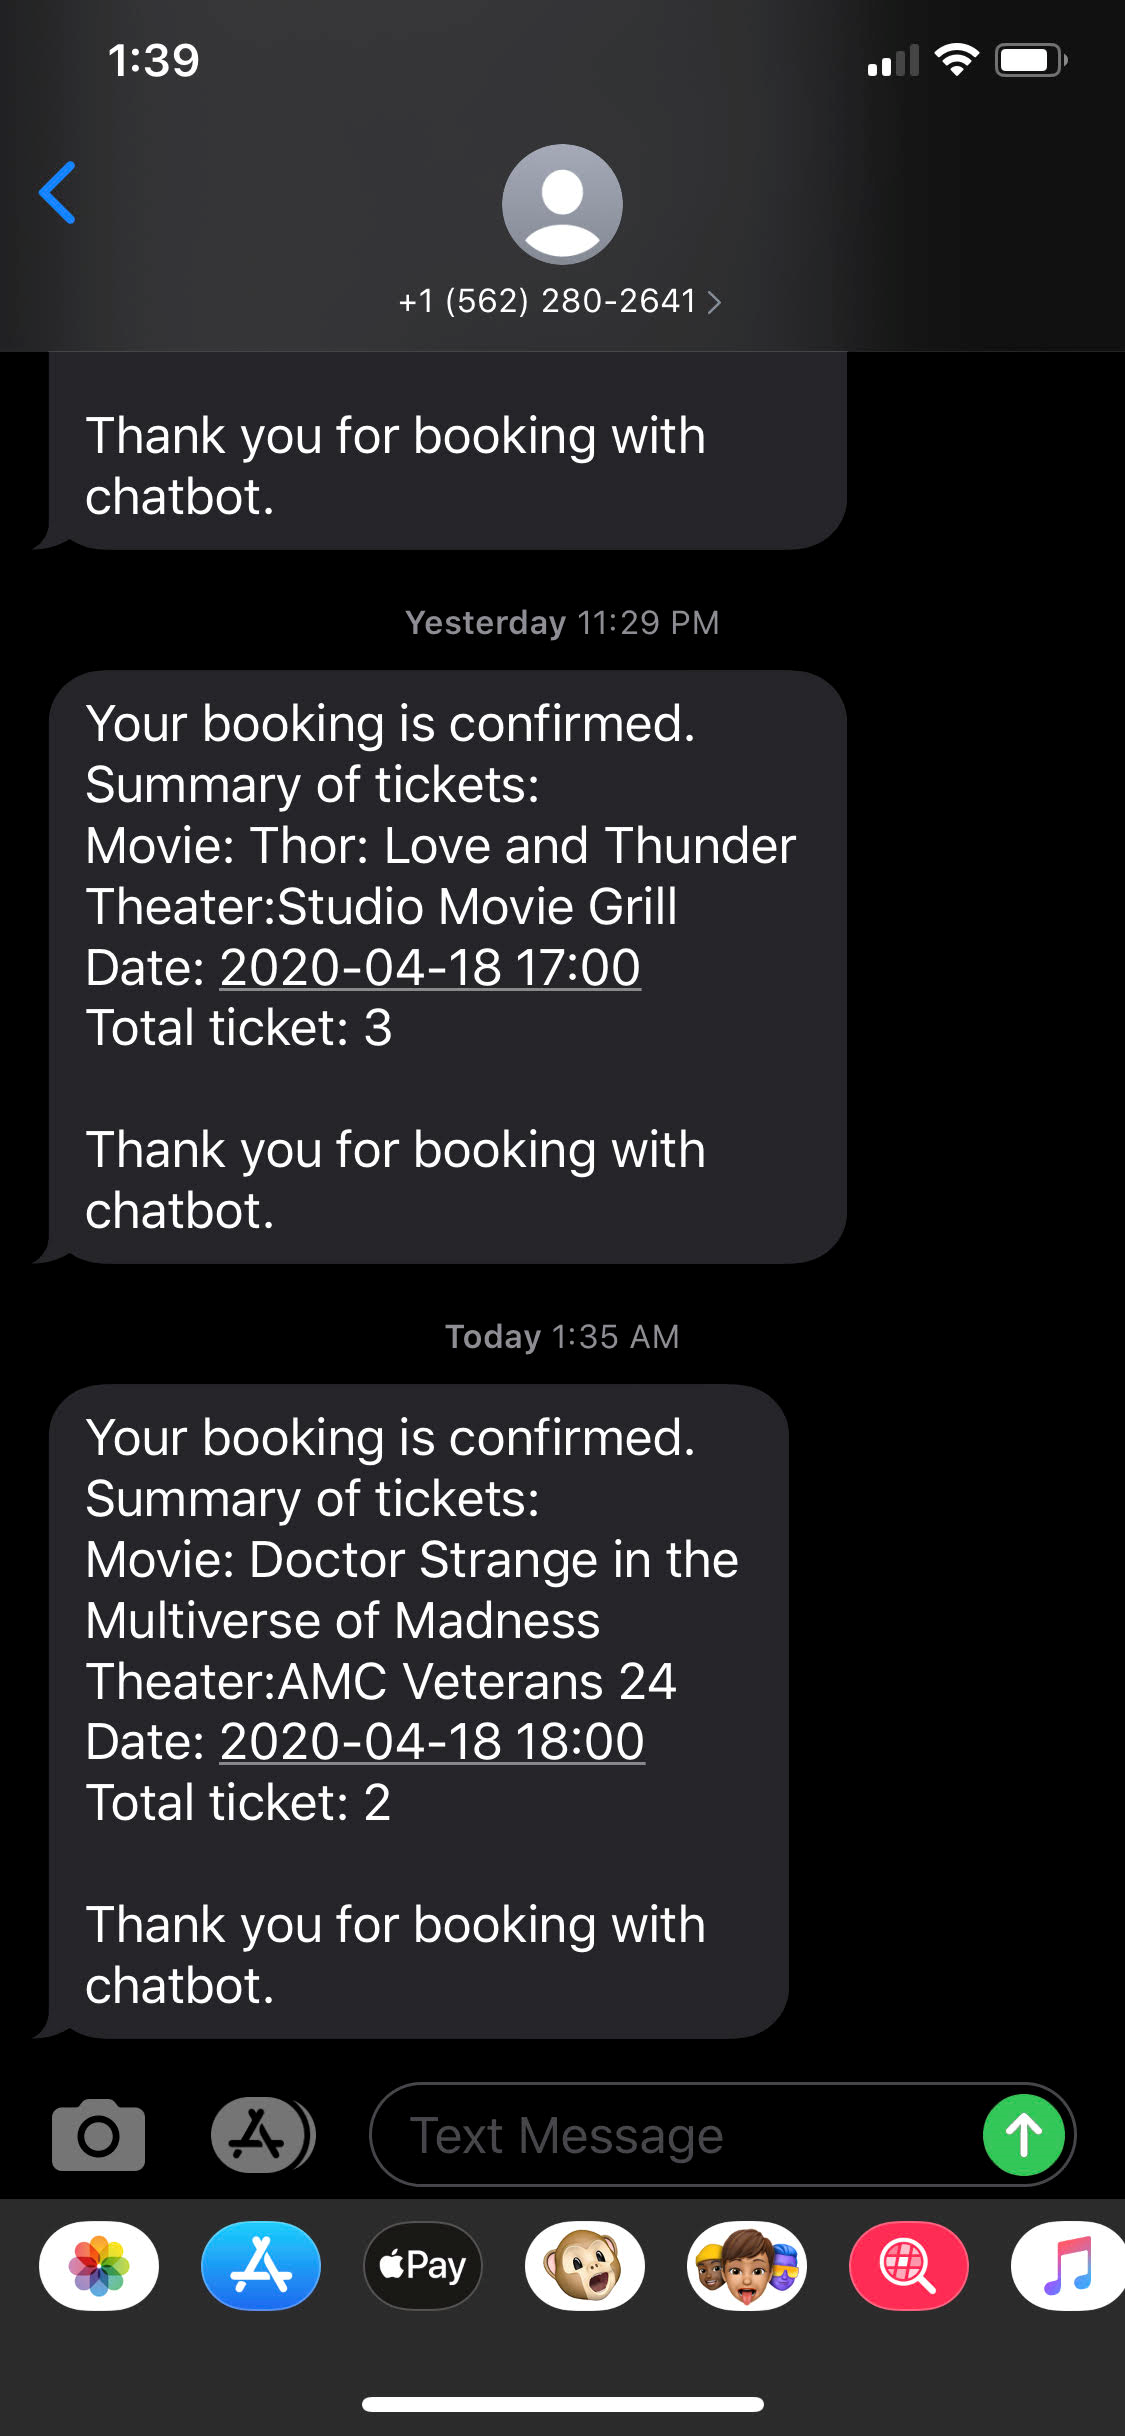 1:39
+1 (562) 280-2641
Thank you for booking with
chatbot.
Yesterday 11:29 PM
Your booking is confirmed.
Summary of tickets:
Movie: Thor: Love and Thunder
Theater:Studio Movie Grill
Date: 2020-04-18 17:00
Total ticket: 3
Thank you for booking with
chatbot.
Today 1:35 AM
Your booking is confirmed.
Summary of tickets:
Movie: Doctor Strange in the
Multiverse of Madness
Theater:AMC Veterans 24
Date: 2020-04-18 18:00
Total ticket: 2
Thank you for booking with
chatbot.
Text Message
Pay